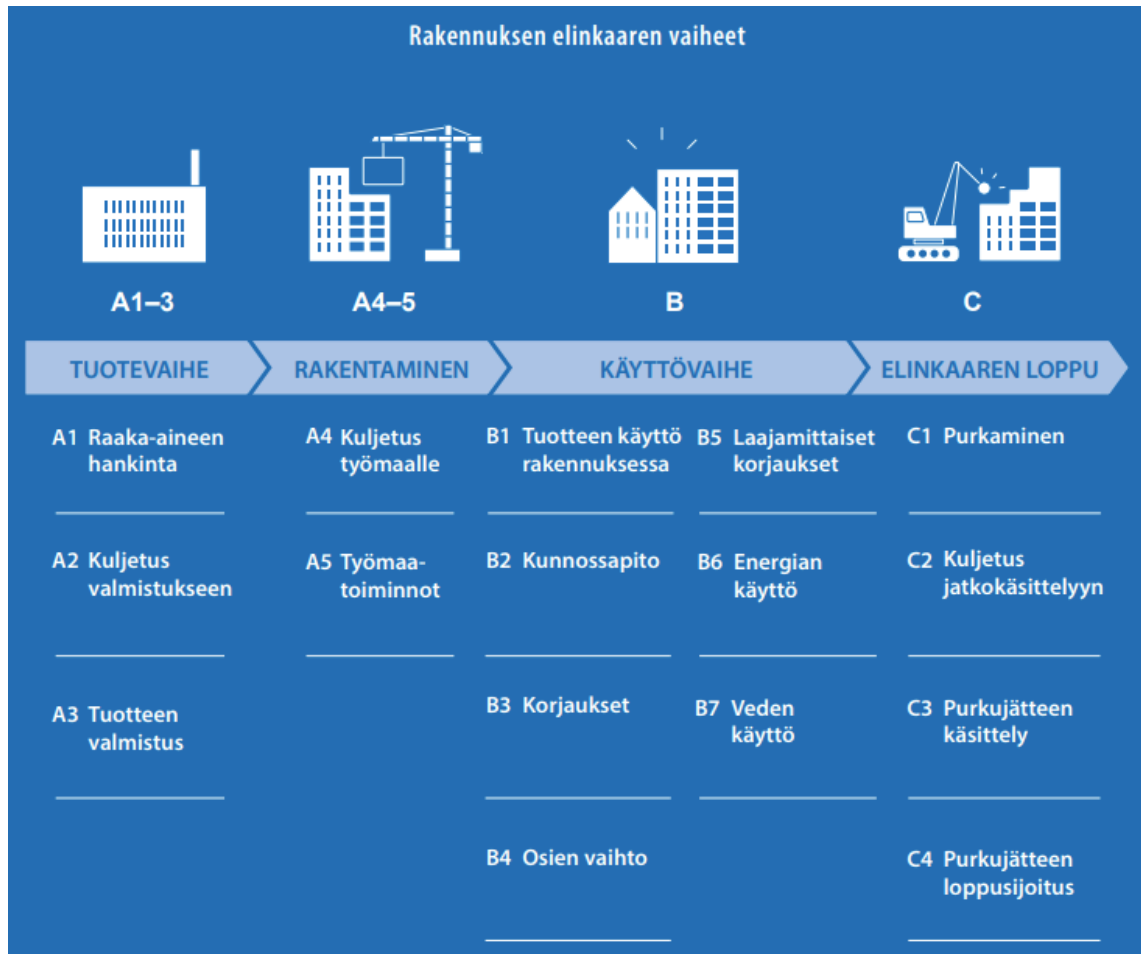 Rakennuksen elinkaaren vaiheet
A1–3
A4–5
B
C
TUOTEVAIHE
RAKENTAMINEN
KÄYTTÖVAIHE
ELINKAAREN LOPPU
A1 Raaka-aineen
hankinta
A2 Kuljetus
valmistukseen
A3 Tuotteen
valmistus
A4 Kuljetus
työmaalle
A5 Työmaa-
toiminnot
B1 Tuotteen käyttö
rakennuksessa
B2 Kunnossapito
B3 Korjaukset
B4 Osien vaihto
B5 Laajamittaiset
korjaukset
B6 Energian
käyttö
B7 Veden
käyttö
C1 Purkaminen
C2 Kuljetus
jatkokäsittelyyn
C3 Purkujätteen
käsittely
C4 Purkujätteen
loppusijoitus